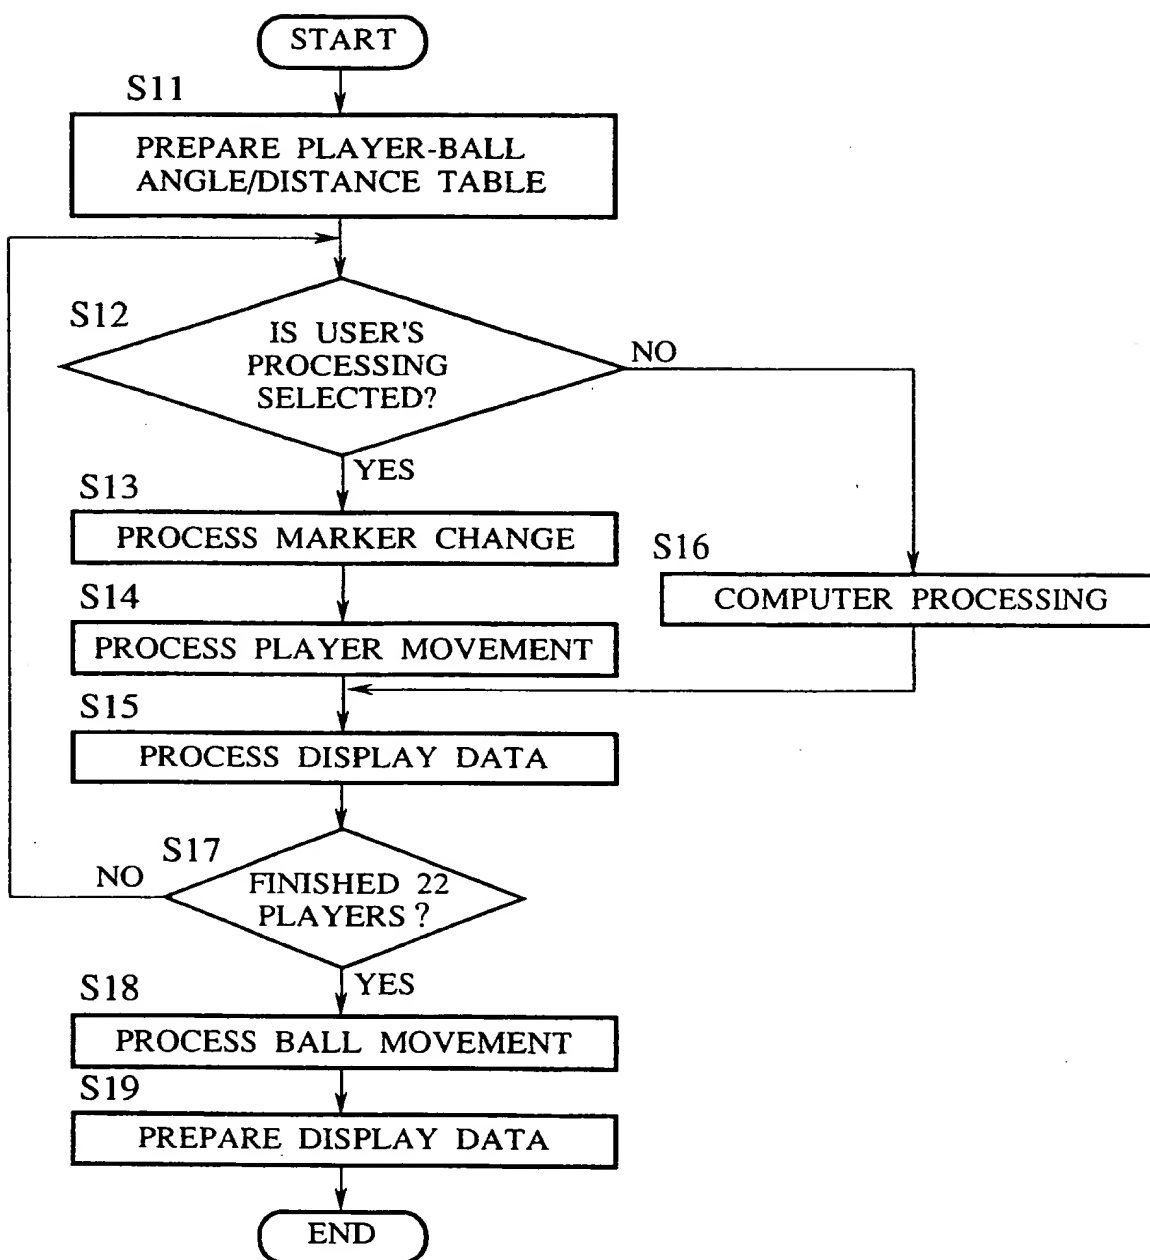 START
S11
PREPARE PLAYER-BALL
ANGLE/DISTANCE TABLE
S12
IS USER'S
PROCESSING
SELECTED?
NO
YES
S13
PROCESS MARKER CHANGE
S16
COMPUTER PROCESSING
S14
PROCESS PLAYER MOVEMENT
S15
PROCESS DISPLAY DATA
S17
NO
FINISHED 22
PLAYERS ?
YES
S18
PROCESS BALL MOVEMENT
S19
PREPARE DISPLAY DATA
END